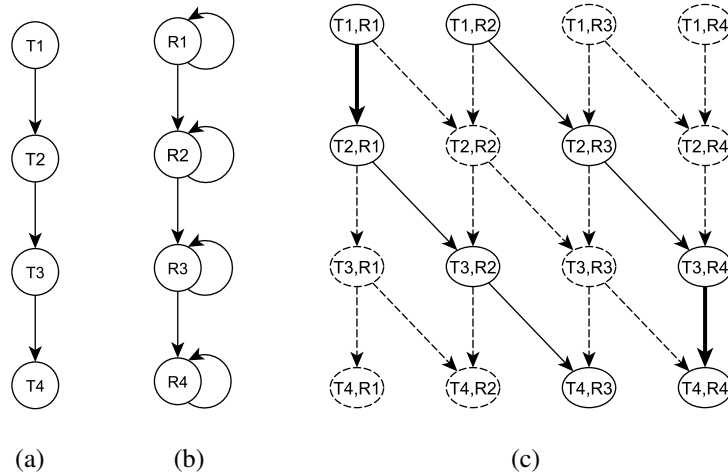 T1
T2
T3
T4
R1
R2
R3
R4
T1,R1 T1,R2 T1,R3 T1,R4
T2,R1 T2,R2 T2,R3 T2,R4
T3,R1 T3,R2 T3,R3 T3,R4
T4,R1 T4,R2 T4,R3 T4,R4
(a) (b) (c)